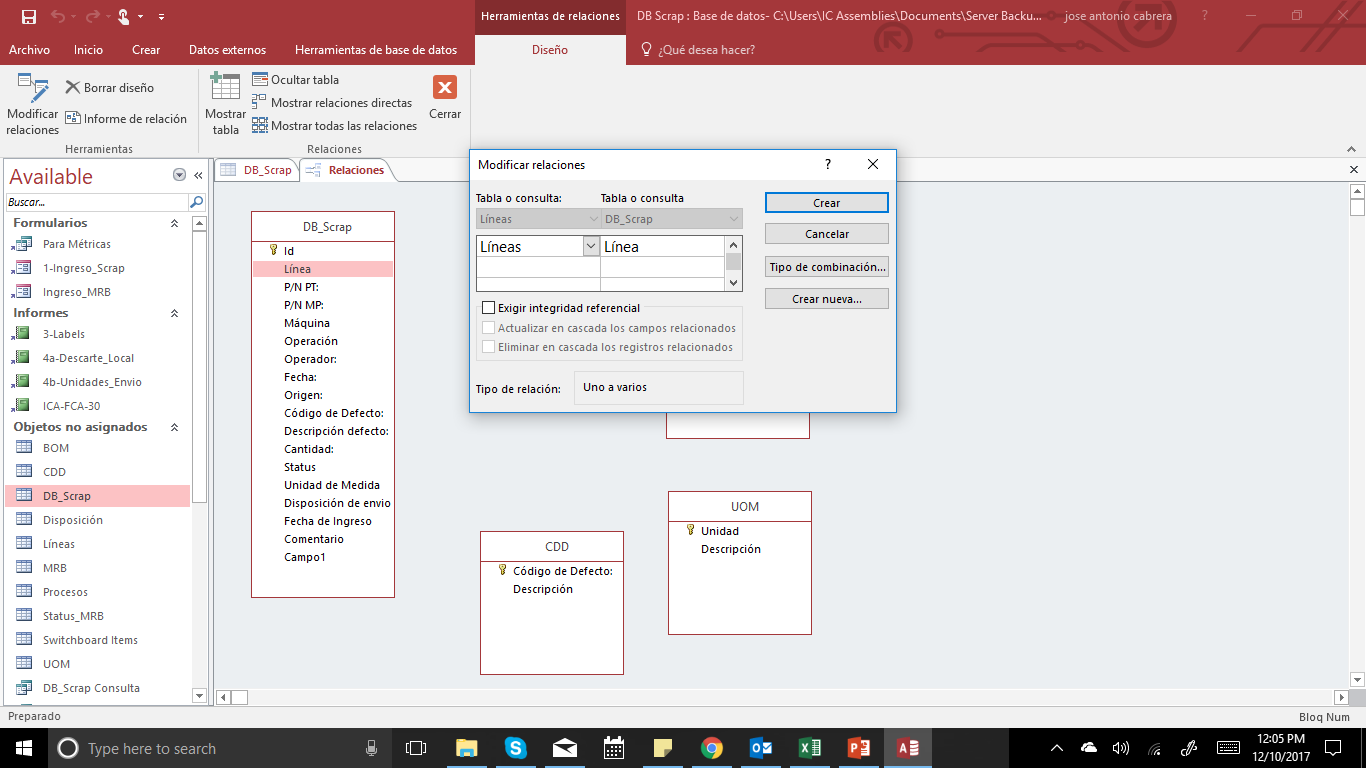 Herramientas de relaciones
DB Scrap : Base de datos- C:\Users\IC Assemblies\Documents\Server Backu...
jose antonio cabrera
?
Archivo
Inicio
Crear
Datos externos
Herramientas de base de datos
Diseño
¿Qué desea hacer?
Modificar relaciones
Borrar diseño
Informe de relación
Herramientas
Mostrar tabla
Ocultar tabla
Mostrar relaciones directas
Mostrar todas las relaciones
Cerrar
Relaciones
Available
Buscar...
Formularios
Para Métricas
1-Ingreso_Scrap
Ingreso_MRB
Informes
3-Labels
4a-Descarte_Local
4b-Unidades_Envio
ICA-FCA-30
Objetos no asignados
BOM
CDD
DB_Scrap
Disposición
Líneas
MRB
Procesos
Status_MRB
Switchboard Items
UOM
DB_Scrap Consulta
DB_Scrap
Relaciones
DB_Scrap
Id
Línea
P/N PT:
P/N MP:
Máquina
Operación
Operador:
Fecha:
Origen:
Código de Defecto:
Descripción defecto:
Cantidad:
Status
Unidad de Medida
Disposición de envio
Fecha de Ingreso
Comentario
Campo1
Modificar relaciones
?
Tabla o consulta:
Tabla o consulta
Líneas
DB_Scrap
Líneas
Línea
Exigir integridad referencial
Actualizar en cascada los campos relacionados
Eliminar en cascada los registros relacionados
Tipo de relación:
Uno a varios
Crear
Cancelar
Tipo de combinación...
Crear nueva...
CDD
Código de Defecto:
Descripción
UOM
Unidad
Descripción
Preparado
Bloq Num
Type here to search
12:05 PM
12/10/2017